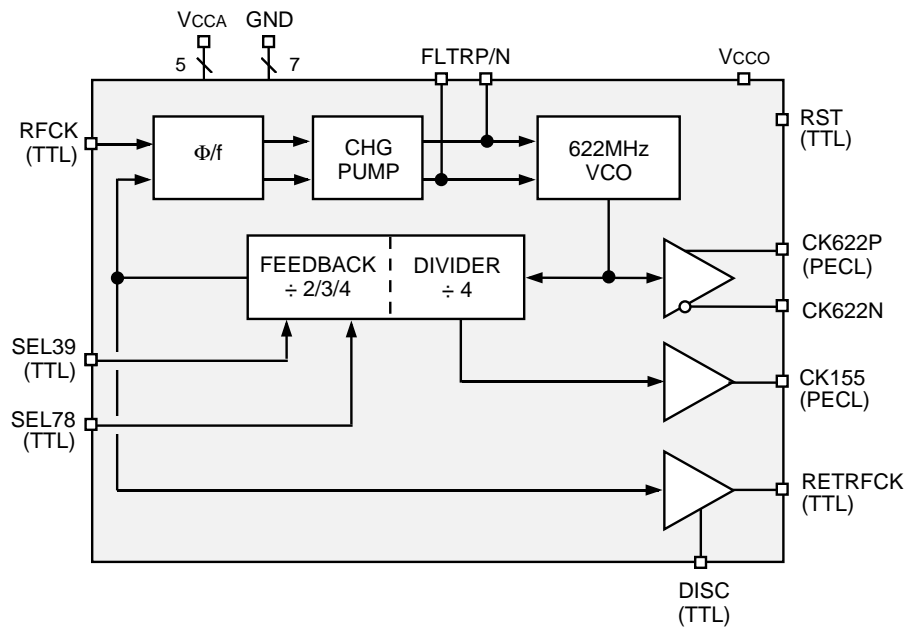 VCCA
GND
5
7
FLTRP/N
VCCO
RFCK
(TTL)
RST
(TTL)
Φ/f
CHG
PUMP
622MHz
VCO
FEEDBACK
÷ 2/3/4
DIVIDER
÷ 4
CK622P
(PECL)
CK622N
SEL39
(TTL)
CK155
(PECL)
SEL78
(TTL)
RETRFCK
(TTL)
DISC
(TTL)